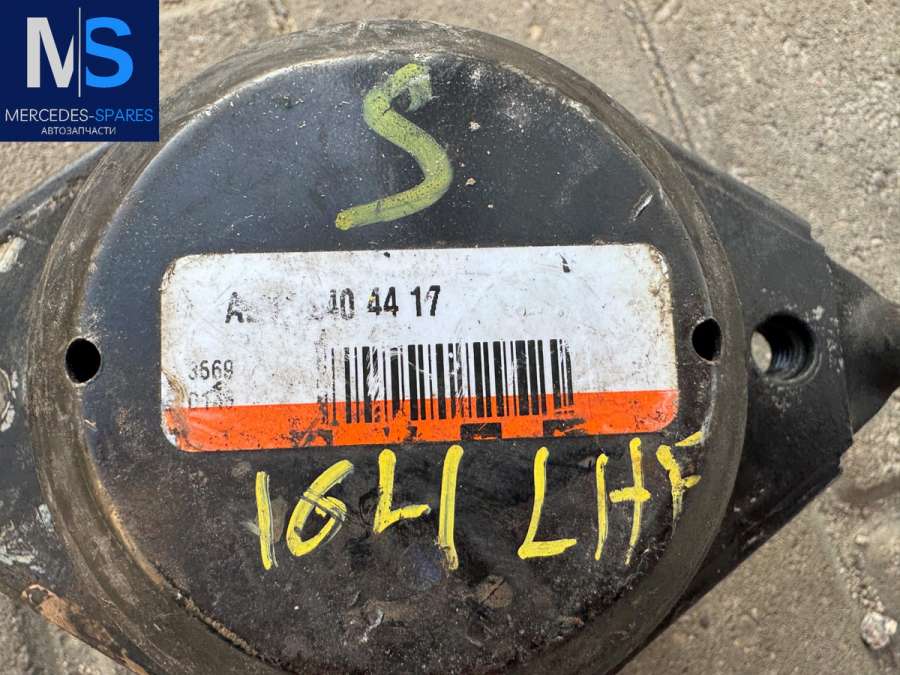 MS
MERCEDES-SPARES
АВТОЗАПЧАСТИ
S
40 44 17
3569
1641 LHF